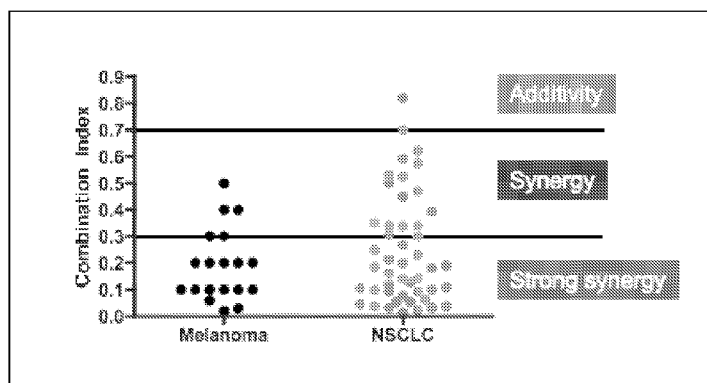 Combination Index
0.9
0.8
0.7
0.6
0.5
0.4
0.3
0.2
0.1
0.0
Melanoma
NSCLC
Additivity
Synergy
Strong synergy